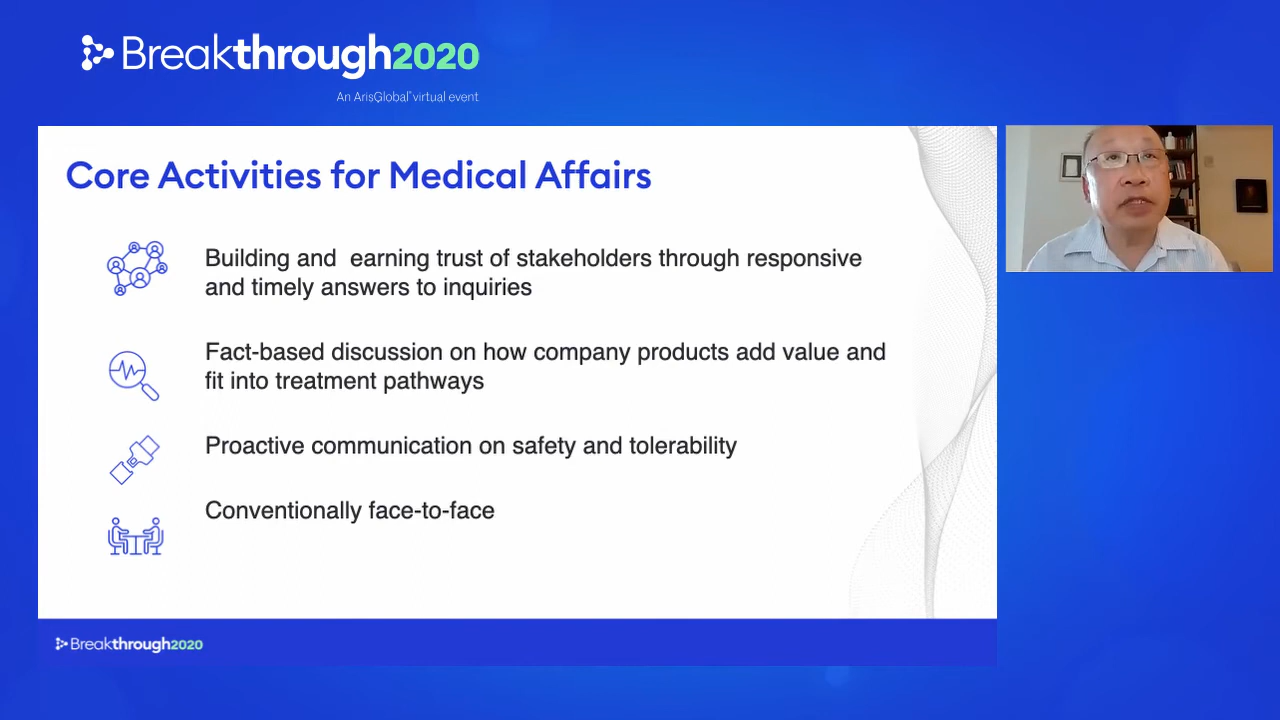 Breakthrough2020
An ArisGlobal® virtual event
Core Activities for Medical Affairs
Building and  earning trust of stakeholders through responsive
and timely answers to inquiries
Fact-based discussion on how company products add value and
fit into treatment pathways
Proactive communication on safety and tolerability
Conventionally face-to-face
Breakthrough2020